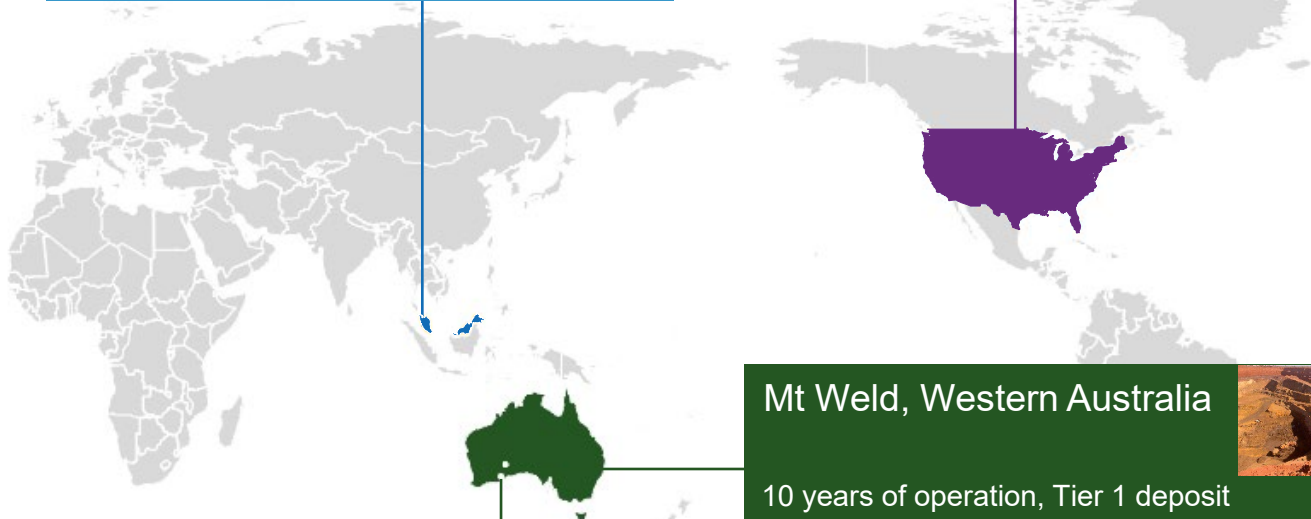 Mt Weld, Western Australia
10 years of operation, Tier 1 deposit